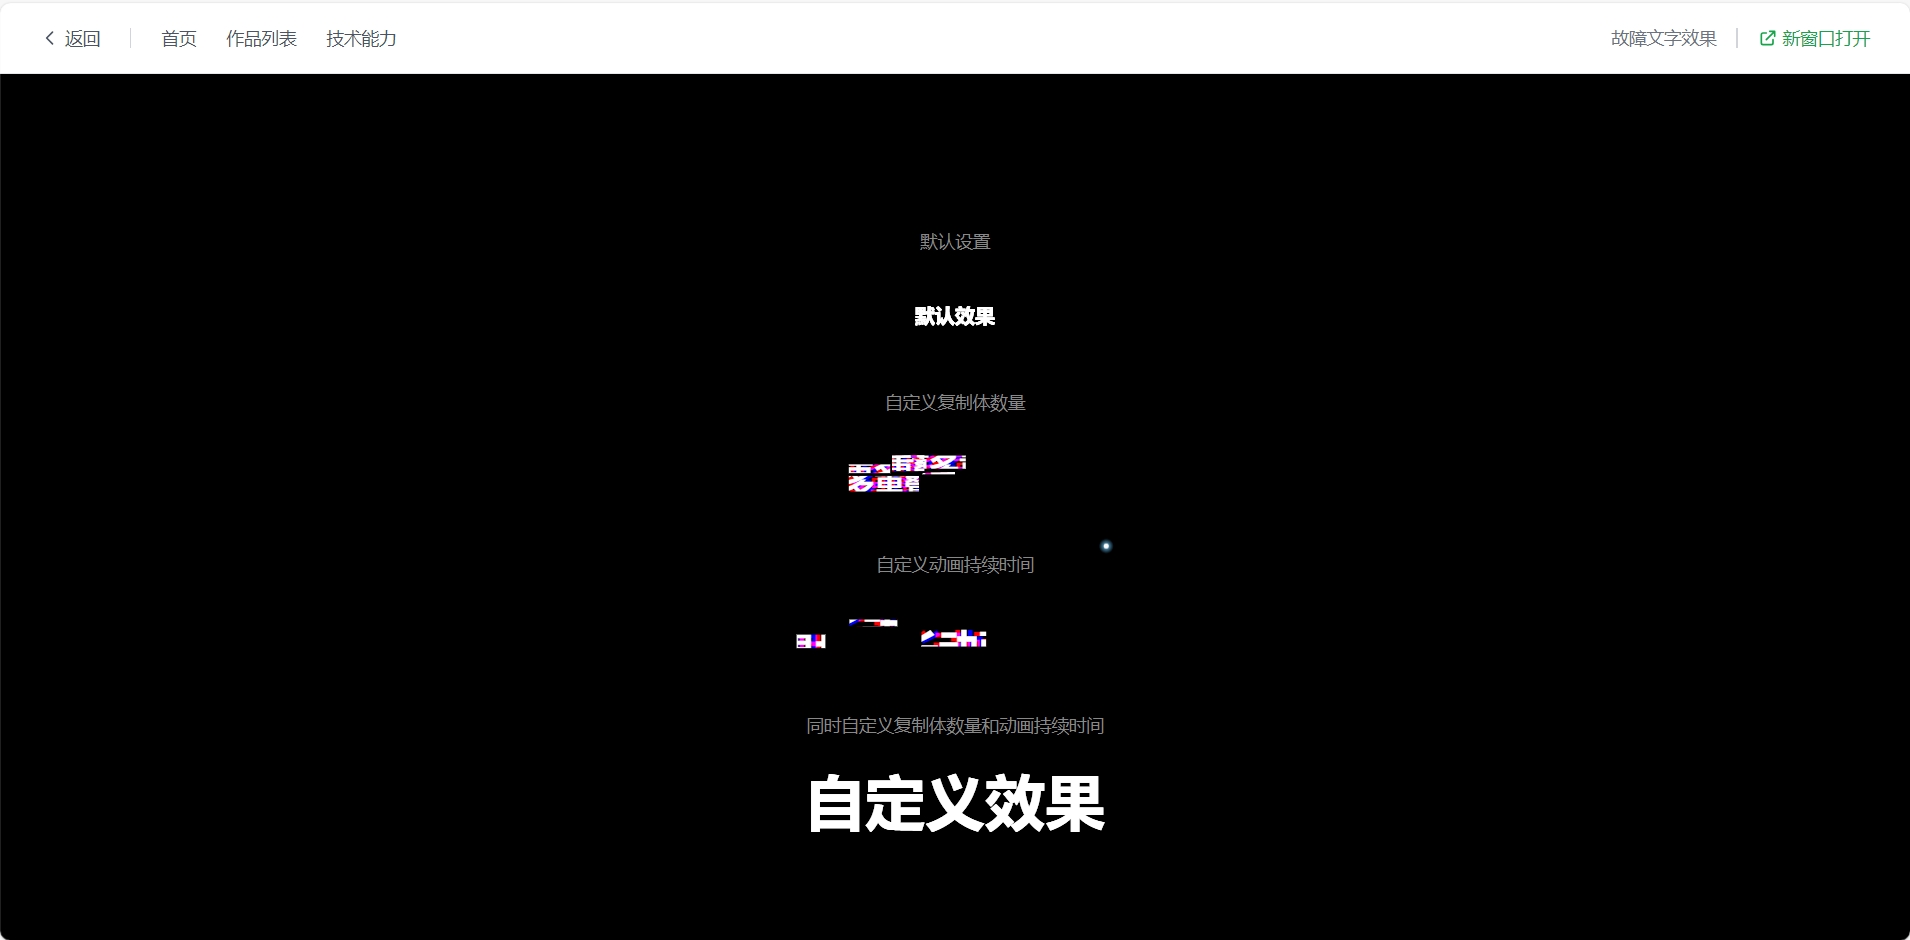 返回 首页 作品列表 技术能力 故障文字效果 新窗口打开
默认设置
默认效果
自定义复制体数量
自定义动画持续时间
同时自定义复制体数量和动画持续时间
自定义效果